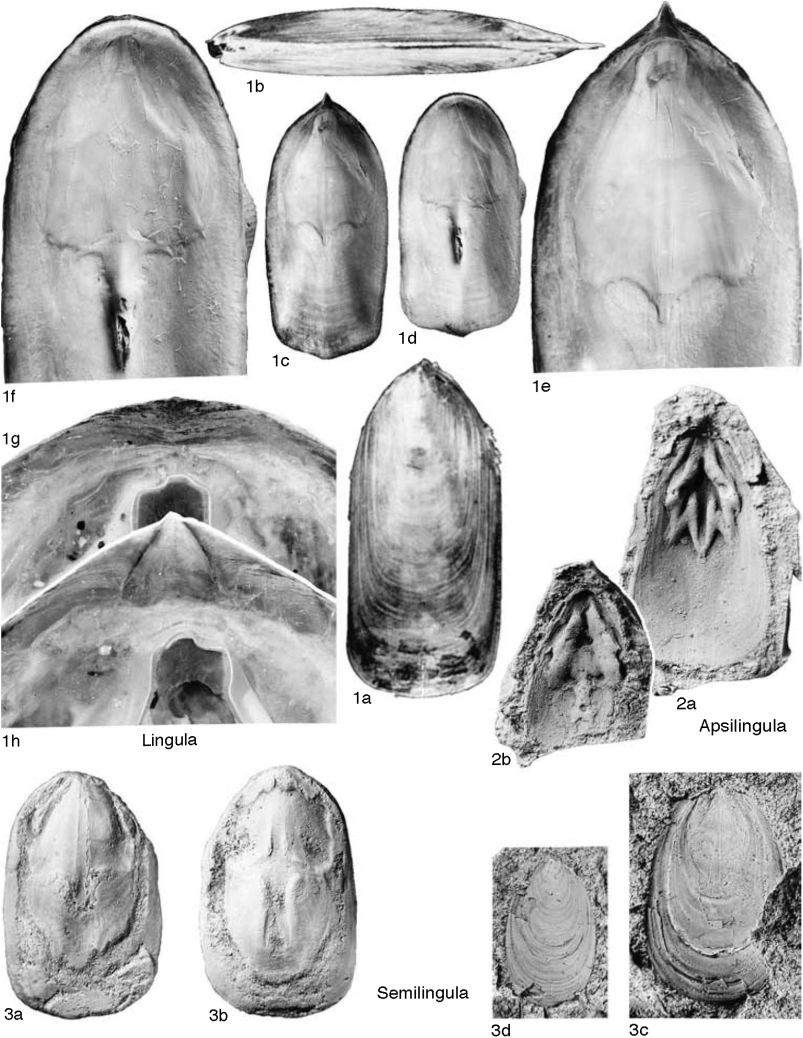 1b
1c
1d
1f
1e
1g
1h
Lingula
1a
2b
2a
Apsilingula
3a
3b
Semilingula
3d
3c